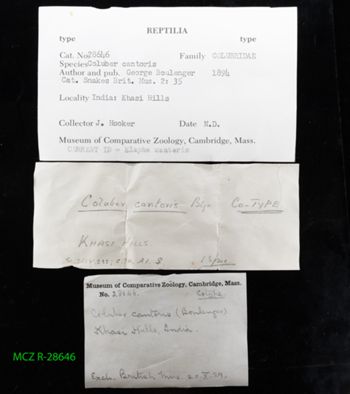 REPTILIA
type type
Cat. No. 28646 Family COLUBRIDAE
Species Coluber cantoris
Author and pub. George Boulenger 1894
Cat. Snakes Brit. Mus. 2: 35
Locality India: Khasi Hills
Collector J. Hooker Date N.D.
Museum of Comparative Zoology, Cambridge, Mass.
CURRENT ID - Elaphe cantoris
Coluber cantoris Blgr. Co-TYPE
KHASI HILLS
Museum of Comparative Zoology, Cambridge, Mass.
No. 28646. Cotype
Coluber cantoris (Boulenger)
Khasi Hills, India.
Exch. British Mus.
MCZ R-28646